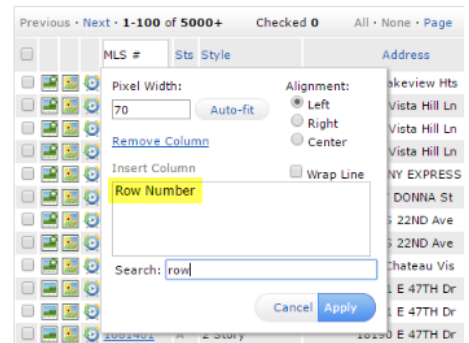 Previous · Next · 1-100 of 5000+ Checked 0 All · None · Page
MLS # Sts Style Address
Pixel Width: Alignment:
70 Auto-fit Left
Right
Remove Column Center
Insert Column Wrap Line
Row Number
Search: row
Cancel Apply
akeview Hts
Vista Hill Ln
Vista Hill Ln
Vista Hill Ln
NY EXPRESS
DONNA St
S 22ND Ave
S 22ND Ave
Chateau Vis
E 47TH Dr
E 47TH Dr
1681401 A 2 Story 18190 E 47TH Dr